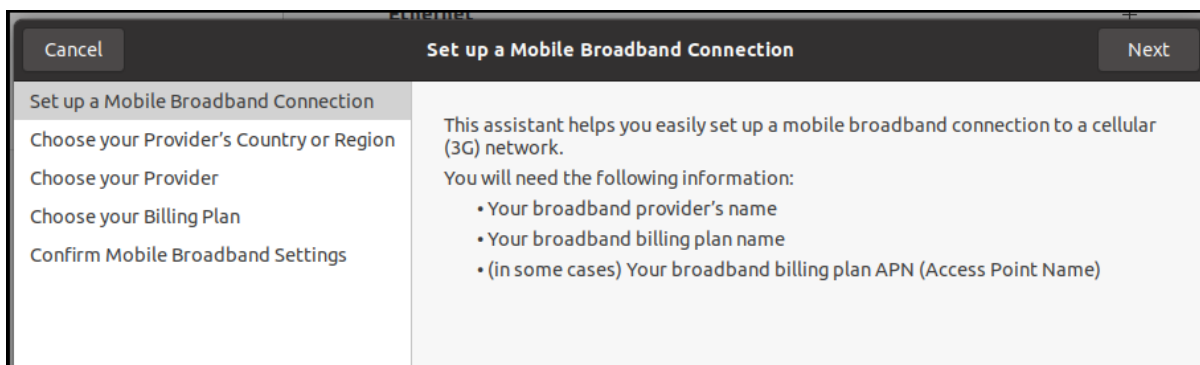 Ethernet
Cancel
Set up a Mobile Broadband Connection
Next
Set up a Mobile Broadband Connection
Choose your Provider’s Country or Region
Choose your Provider
Choose your Billing Plan
Confirm Mobile Broadband Settings
This assistant helps you easily set up a mobile broadband connection to a cellular
(3G) network.
You will need the following information:
• Your broadband provider’s name
• Your broadband billing plan name
• (in some cases) Your broadband billing plan APN (Access Point Name)